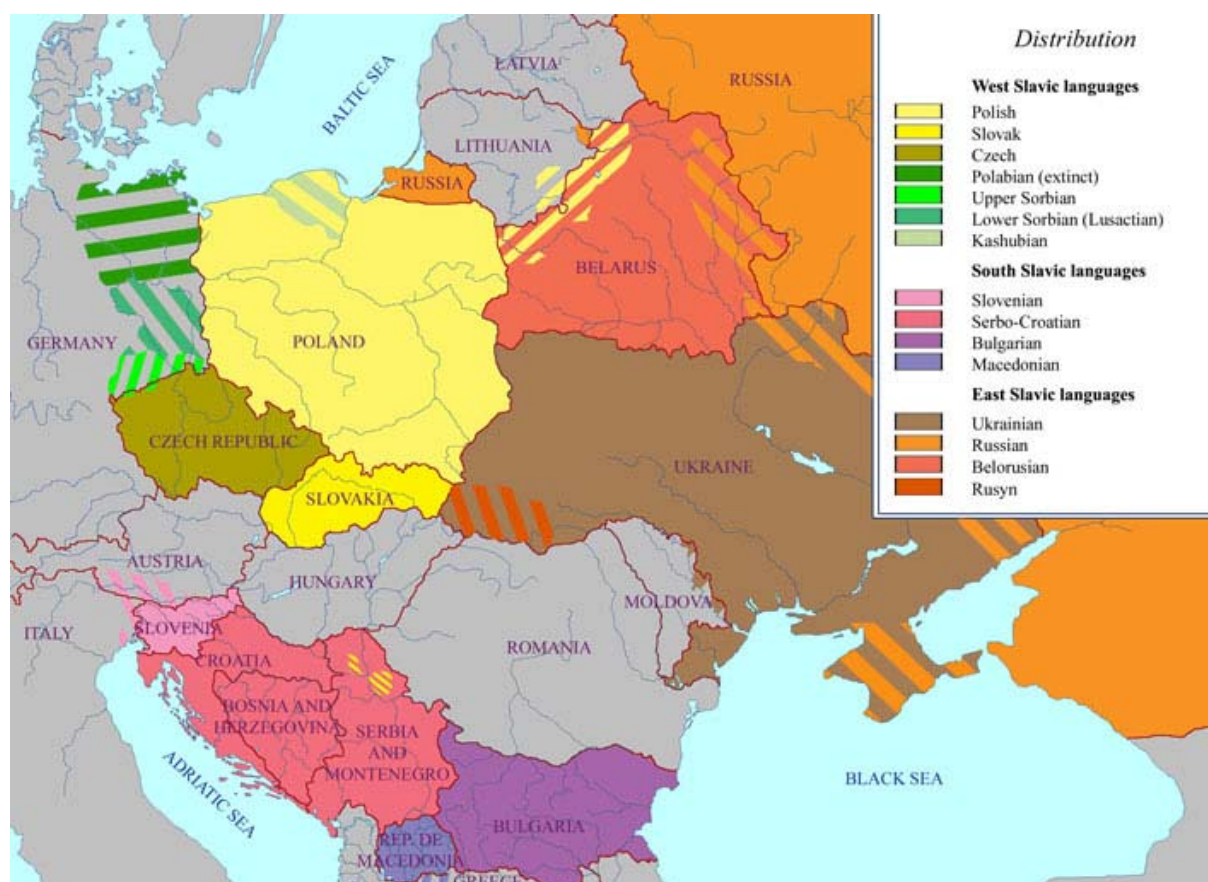 Distribution
West Slavic languages
Polish
Slovak
Czech
Polabian (extinct)
Upper Sorbian
Lower Sorbian (Lusactian)
Kashubian
South Slavic languages
Slovenian
Serbo-Croatian
Bulgarian
Macedonian
East Slavic languages
Ukrainian
Russian
Belorusian
Rusyn
LATVIA
RUSSIA
BALTIC SEA
LITHUANIA
RUSSIA
BELARUS
GERMANY
POLAND
CZECH REPUBLIC
UKRAINE
SLOVAKIA
AUSTRIA
HUNGARY
MOLDOVA
ITALY
SLOVENIA
ROMANIA
CROATIA
BOSNIA AND
HERZEGOVINA
SERBIA
AND
MONTENEGRO
ADRIATIC SEA
BLACK SEA
BULGARIA
REP. DE
MACEDONIA
GREECE